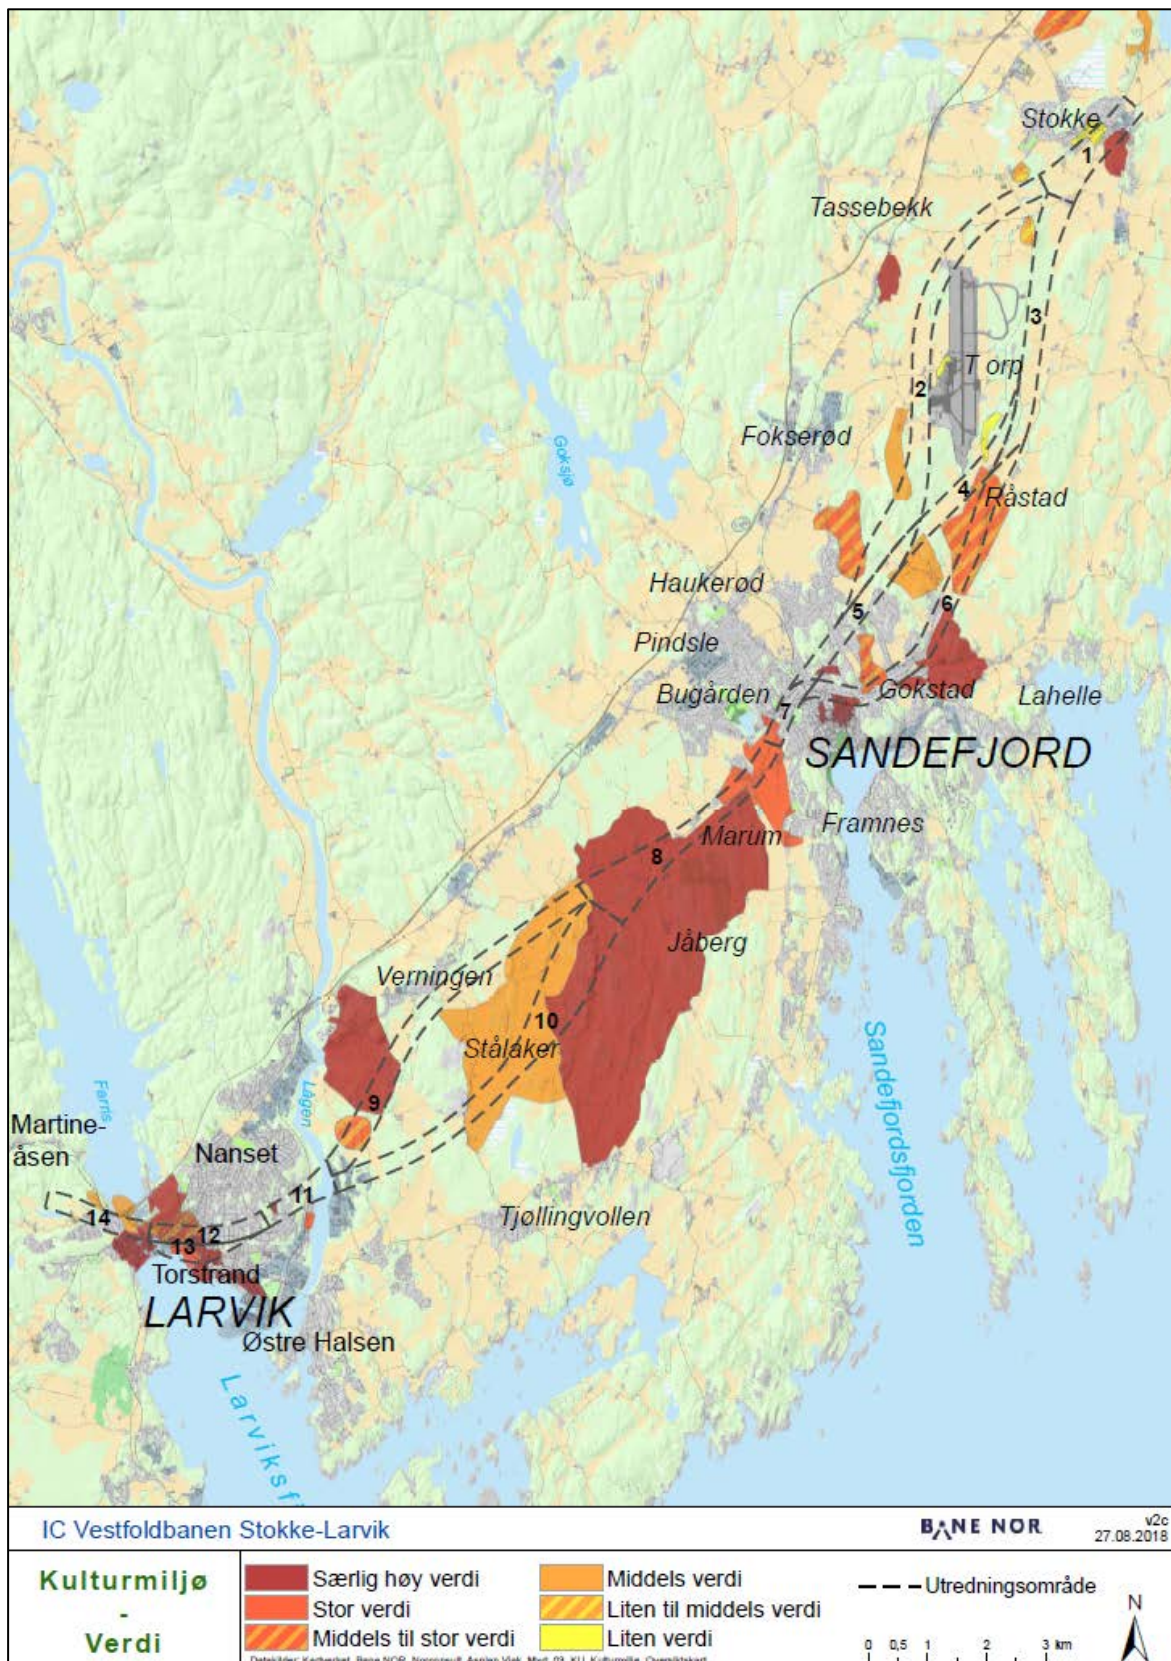 Stokke
1
Tassebekk
3
T orp
2
Fokserød
Goksjø
4
Råstad
Haukerød
5
6
Pindsle
Bugården
Gokstad
Lahelle
7
SANDEFJORD
Framnes
Marum
8
Jåberg
Verningen
10
Stålaker
Sandefjordsfjorden
9
Farris
Lågen
Martine-
åsen
Nanset
11
14
12
13
Tjøllingvollen
Torstrand
LARVIK
Østre Halsen
Larviksf
IC Vestfoldbanen Stokke-Larvik
BANE NOR
v2c
27.08.2018
Kulturmiljø
-
Verdi
Særlig høy verdi
Stor verdi
Middels til stor verdi
Middels verdi
Liten til middels verdi
Liten verdi
Utredningsområde
N
0 0,5 1 2 3 km